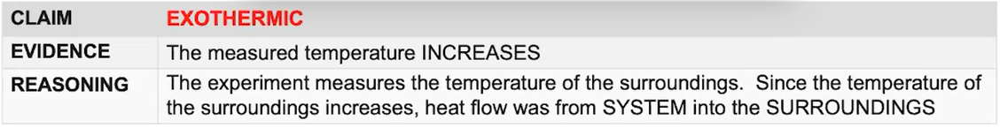 CLAIM EXOTHERMIC
EVIDENCE The measured temperature INCREASES
REASONING The experiment measures the temperature of the surroundings. Since the temperature of
the surroundings increases, heat flow was from SYSTEM into the SURROUNDINGS